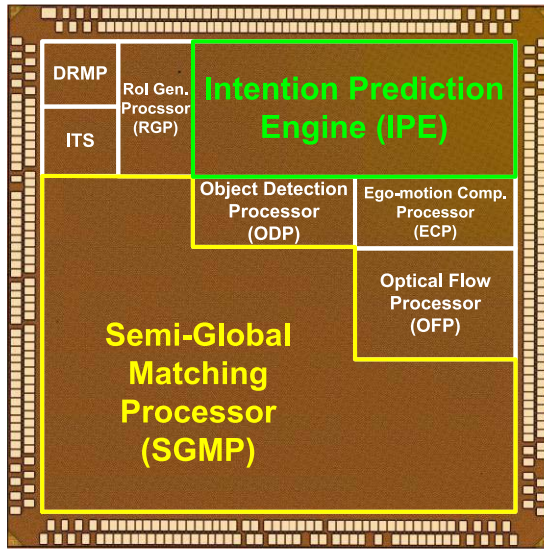 DRMP
ITS
RoI Gen.
Procssor
(RGP)
Intention Prediction
Engine (IPE)
Object Detection
Processor
(ODP)
Ego-motion Comp.
Processor
(ECP)
Optical Flow
Processor
(OFP)
Semi-Global
Matching
Processor
(SGMP)